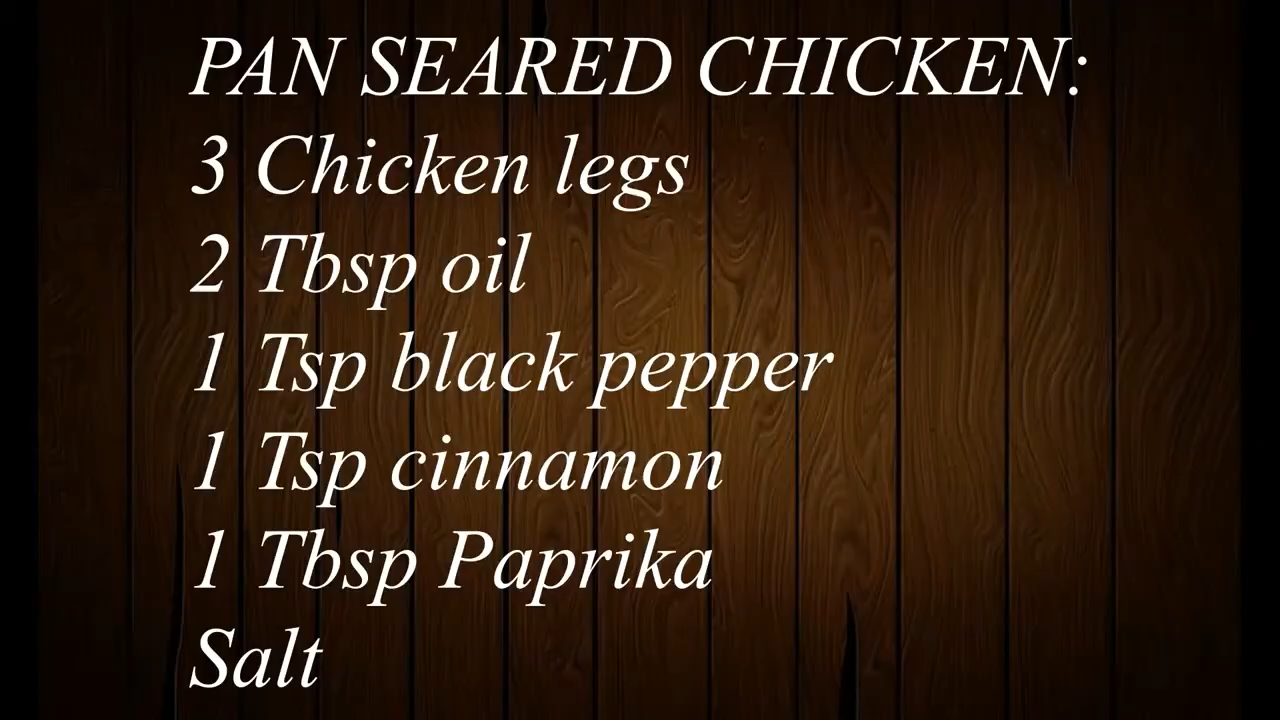 PAN SEARED CHICKEN:
3 Chicken legs
2 Tbsp oil
1 Tsp black pepper
1 Tsp cinnamon
1 Tbsp Paprika
Salt